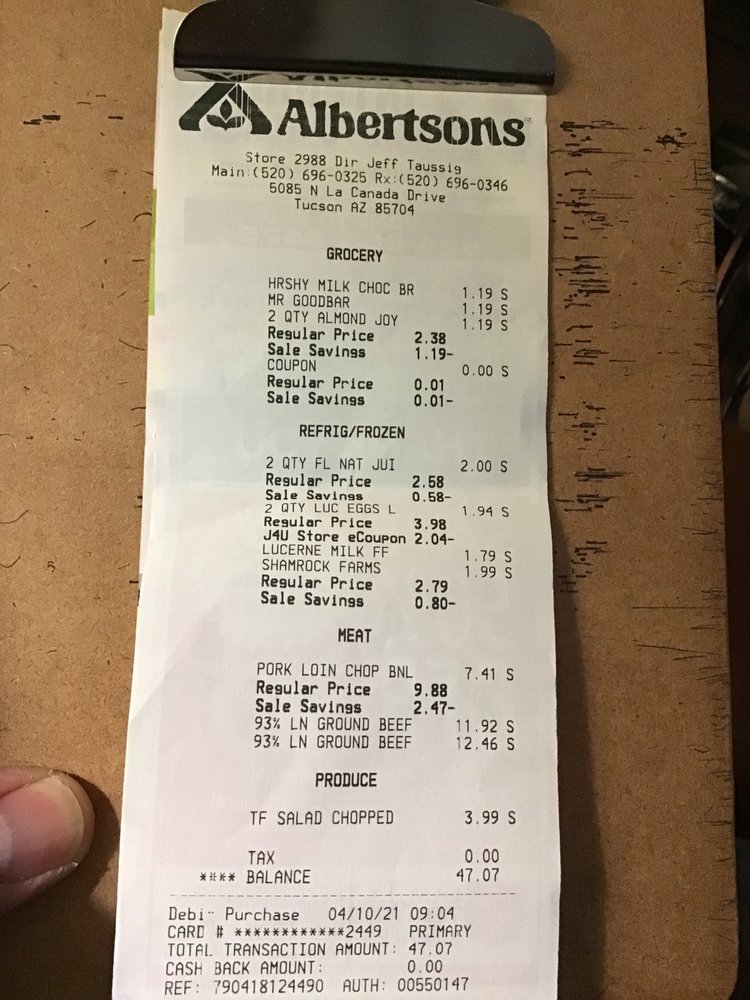 Albertsons
Store 2988 Dir Jeff Taussig
Main:(520) 696-0325 Rx:(520) 696-0346
5085 N La Canada Drive
Tucson AZ 85704
GROCERY
HRSHY MILK CHOC BR 1.19 S
MR GOODBAR 1.19 S
2 QTY ALMOND JOY 1.19 S
Regular Price 2.38
Sale Savings 1.19-
COUPON 0.00 S
Regular Price 0.01
Sale Savings 0.01-
REFRIG/FROZEN
2 QTY FL NAT JUI 2.00 S
Regular Price 2.58
Sale Savings 0.58-
2 QTY LUC EGGS L 1.94 S
Regular Price 3.98
J4U Store eCoupon 2.04-
LUCERNE MILK FF 1.79 S
SHAMROCK FARMS 1.99 S
Regular Price 2.79
Sale Savings 0.80-
MEAT
PORK LOIN CHOP BNL 7.41 S
Regular Price 9.88
Sale Savings 2.47-
93% LN GROUND BEEF 11.92 S
93% LN GROUND BEEF 12.46 S
PRODUCE
TF SALAD CHOPPED 3.99 S
TAX 0.00
**** BALANCE 47.07
Debit Purchase 04/10/21 09:04
CARD # ************2449 PRIMARY
TOTAL TRANSACTION AMOUNT: 47.07
CASH BACK AMOUNT: 0.00
REF: 790418124490 AUTH: 00550147